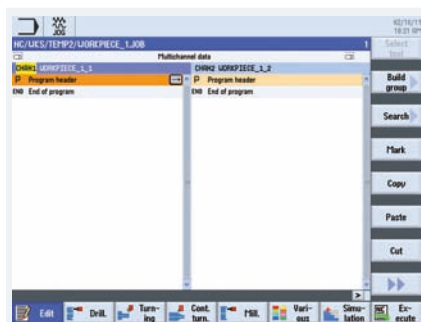 JOG
02/16/11
10:31 AM
NC/WKS/TEMP2/WORKPIECE_1.JOB 1
Select
tool
Multichannel data
CHAN1 WORKPIECE_1_1 CHAN2 WORKPIECE_1_2
P Program header P Program header
END End of program END End of program
Build
group
Search
Mark
Copy
Paste
Cut
Edit
Drill.
Turn-
ing
Cont.
turn.
Mill.
Vari-
ous
Simu-
lation
NC
Ex-
ecute